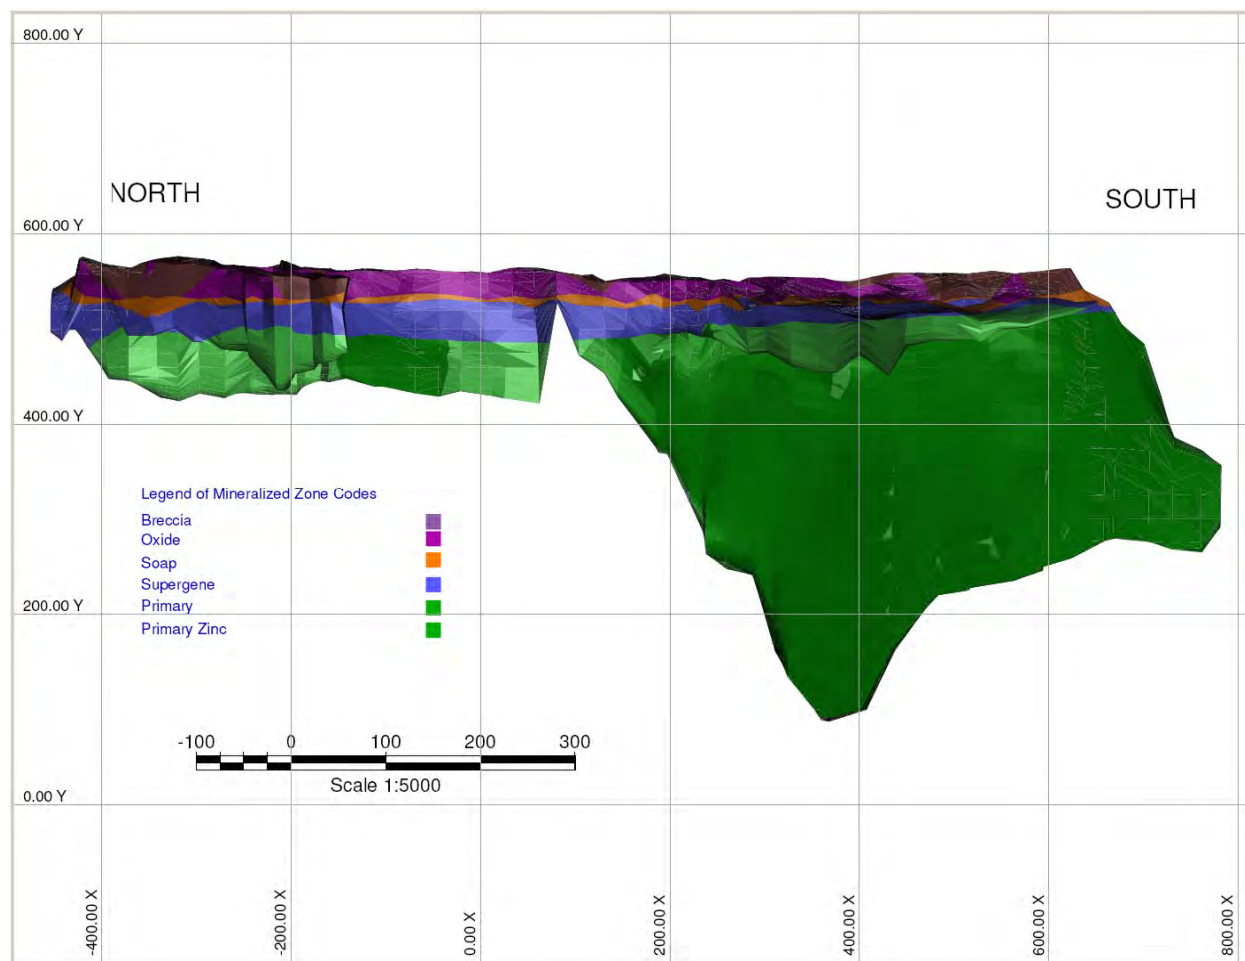 800.00 Y
NORTH
SOUTH
600.00 Y
400.00 Y
Legend of Mineralized Zone Codes
Breccia
Oxide
Soap
Supergene
Primary
Primary Zinc
200.00 Y
-100 0 100 200 300
Scale 1:5000
0.00 Y
-400.00 X
-200.00 X
0.00 X
200.00 X
400.00 X
600.00 X
800.00 X